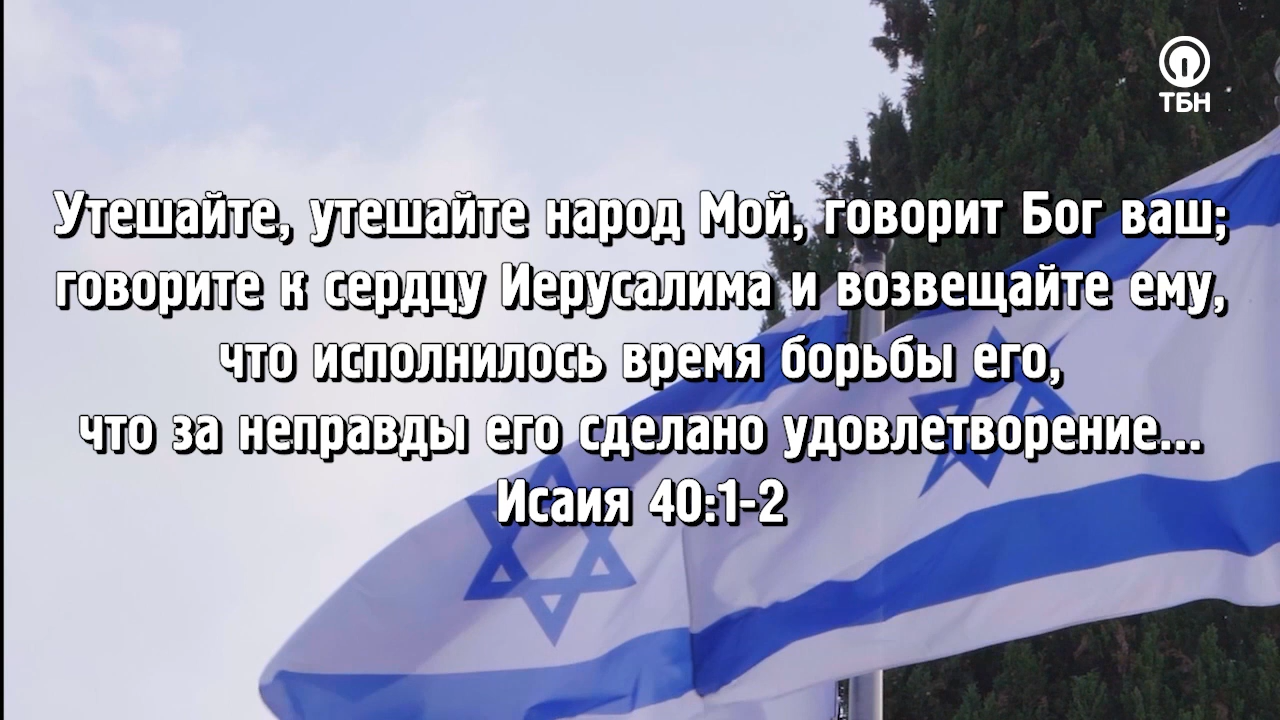 ТБН
Утешайте, утешайте народ Мой, говорит Бог ваш;
говорите к сердцу Иерусалима и возвещайте ему,
что исполнилось время борьбы его,
что за неправды его сделано удовлетворение...
Исаия 40:1-2